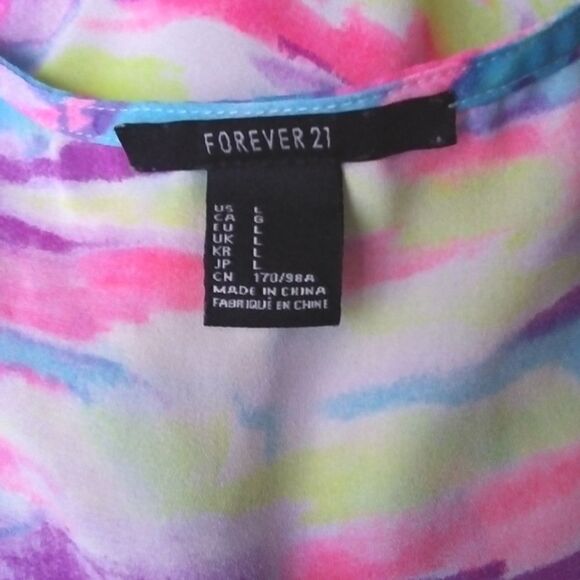 FOREVER 21
US L
CA G
EU L
UK L
KR L
JP L
CN 170/98A
MADE IN CHINA
FABRIQUÉ EN CHINE